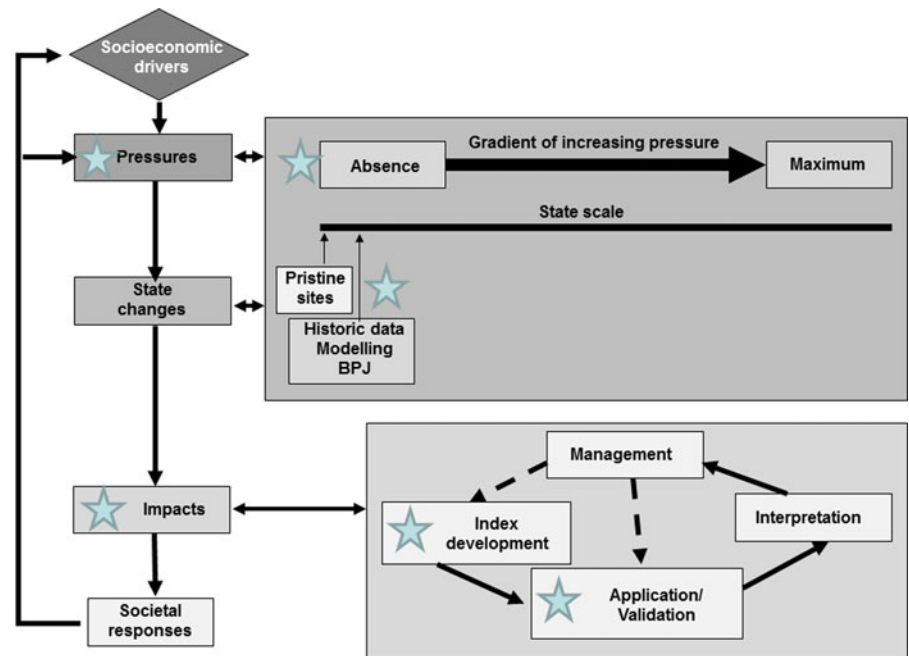 Socioeconomic
drivers
Pressures
State
changes
Impacts
Societal
responses
Gradient of increasing pressure
Absence
Maximum
State scale
Pristine
sites
Historic data
Modelling
BPJ
Management
Index
development
Interpretation
Application/
Validation